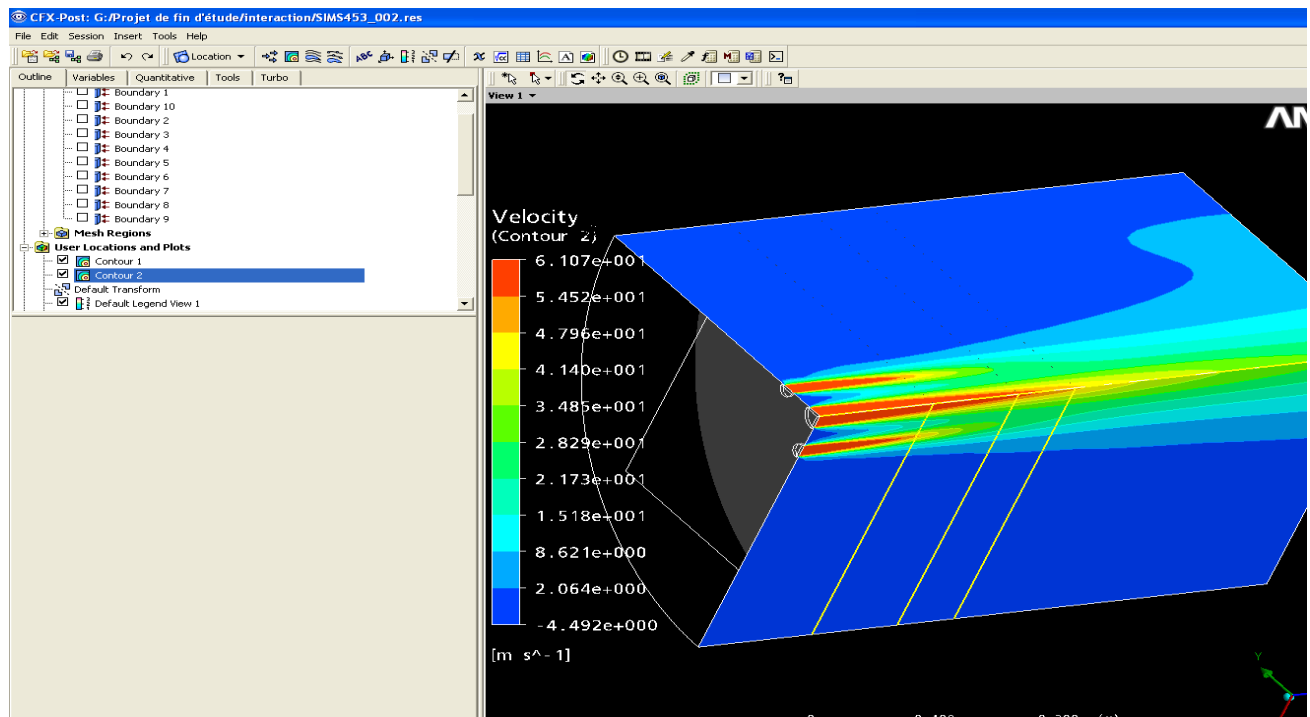 CFX-Post: G:/Projet de fin d'étude/interaction/SIMS453_002.res
File Edit Session Insert Tools Help
Location
Outline Variables Quantitative Tools Turbo
Boundary 1
Boundary 10
Boundary 2
Boundary 3
Boundary 4
Boundary 5
Boundary 6
Boundary 7
Boundary 8
Boundary 9
Mesh Regions
User Locations and Plots
Contour 1
Contour 2
Default Transform
Default Legend View 1
View 1
AN
Velocity
(Contour 2)
6.107e+001
5.452e+001
4.796e+001
4.140e+001
3.485e+001
2.829e+001
2.173e+001
1.518e+001
8.621e+000
2.064e+000
-4.492e+000
[m s^-1]
Y